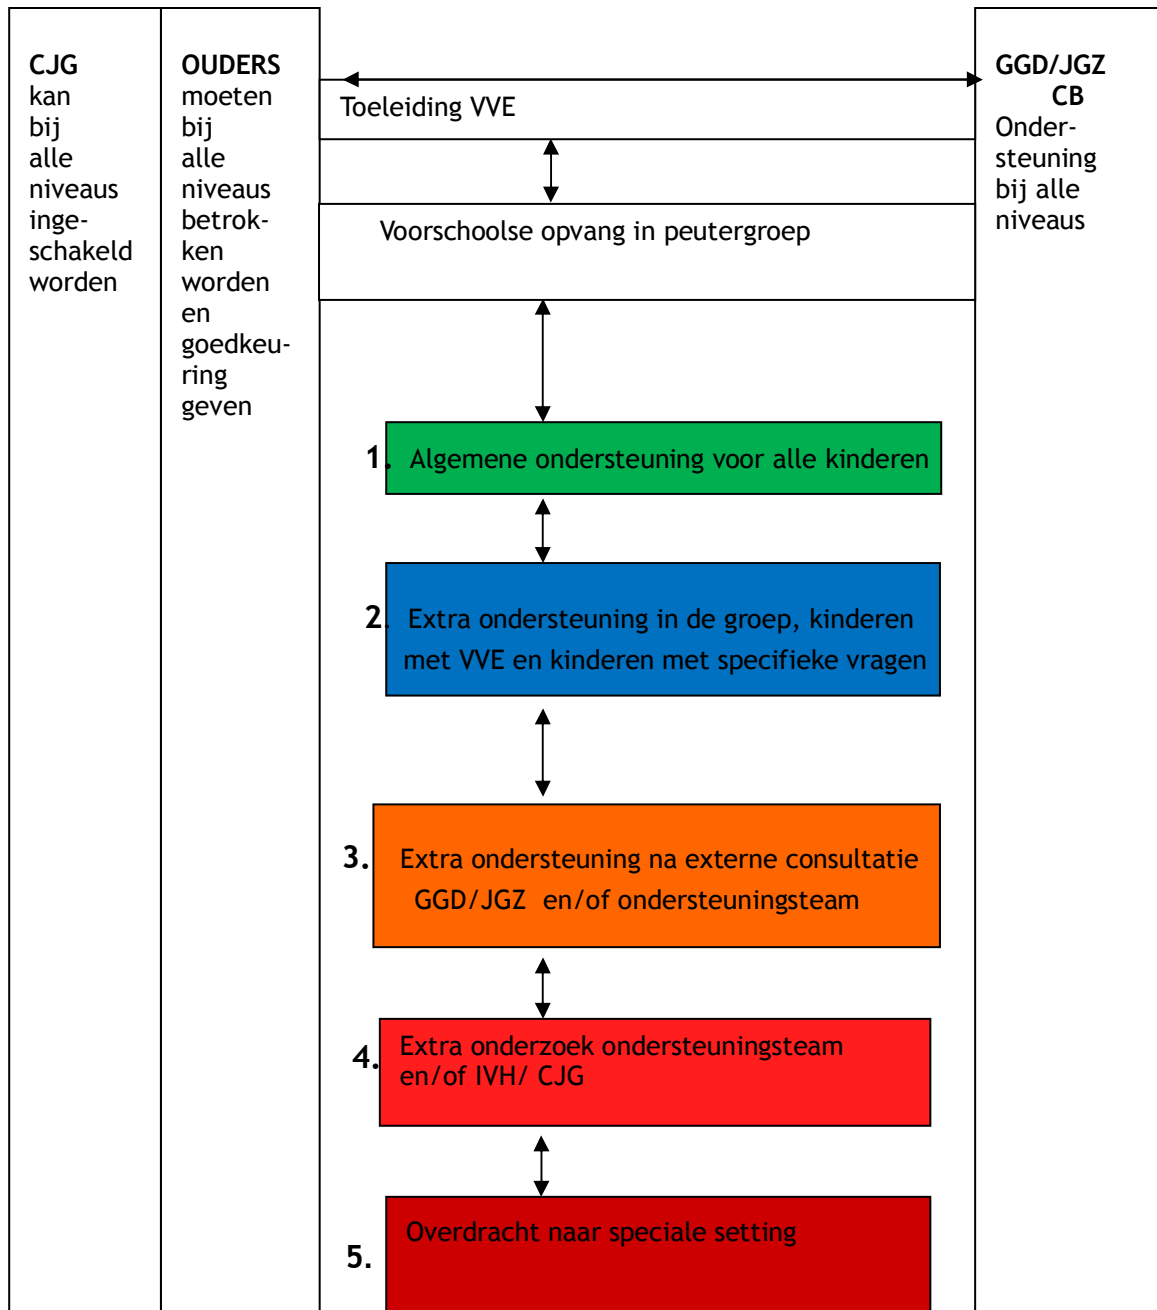 CJG
kan
bij
alle
niveaus
inge-
schakeld
worden
OUDERS
moeten
bij
alle
niveaus
betrok-
ken
worden
en
goedkeu-
ring
geven
Toeleiding VVE
Voorschoolse opvang in peutergroep
1. Algemene ondersteuning voor alle kinderen
2. Extra ondersteuning in de groep, kinderen
met VVE en kinderen met specifieke vragen
3. Extra ondersteuning na externe consultatie
GGD/JGZ en/of ondersteuningsteam
4. Extra onderzoek ondersteuningsteam
en/of IVH/ CJG
5. Overdracht naar speciale setting
GGD/JGZ
CB
Onder-
steuning
bij alle
niveaus